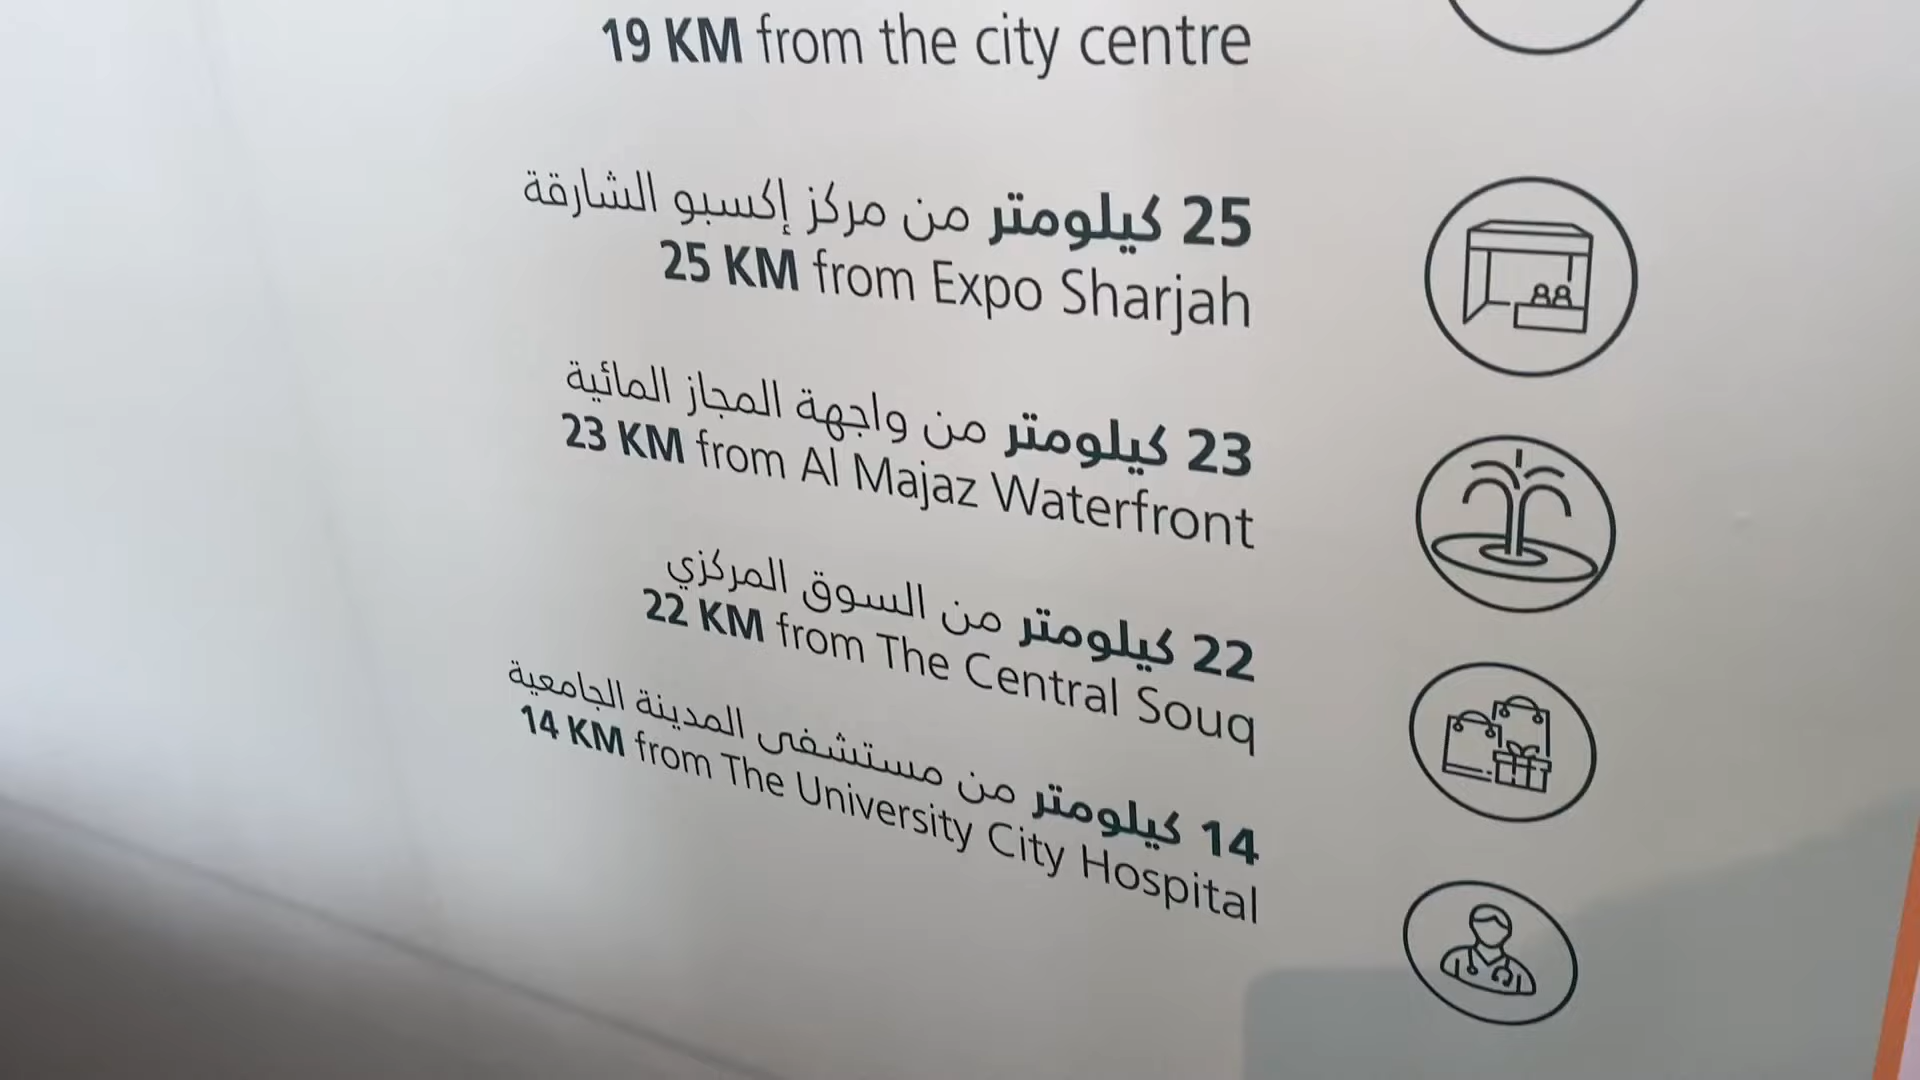 19 KM from the city centre
25 كيلومتر من مركز إكسبو الشارقة
25 KM from Expo Sharjah
23 كيلومتر من واجهة المجاز المائية
23 KM from Al Majaz Waterfront
22 كيلومتر من السوق المركزي
22 KM from The Central Souq
14 كيلومتر من مستشفى المدينة الجامعية
14 KM from The University City Hospital